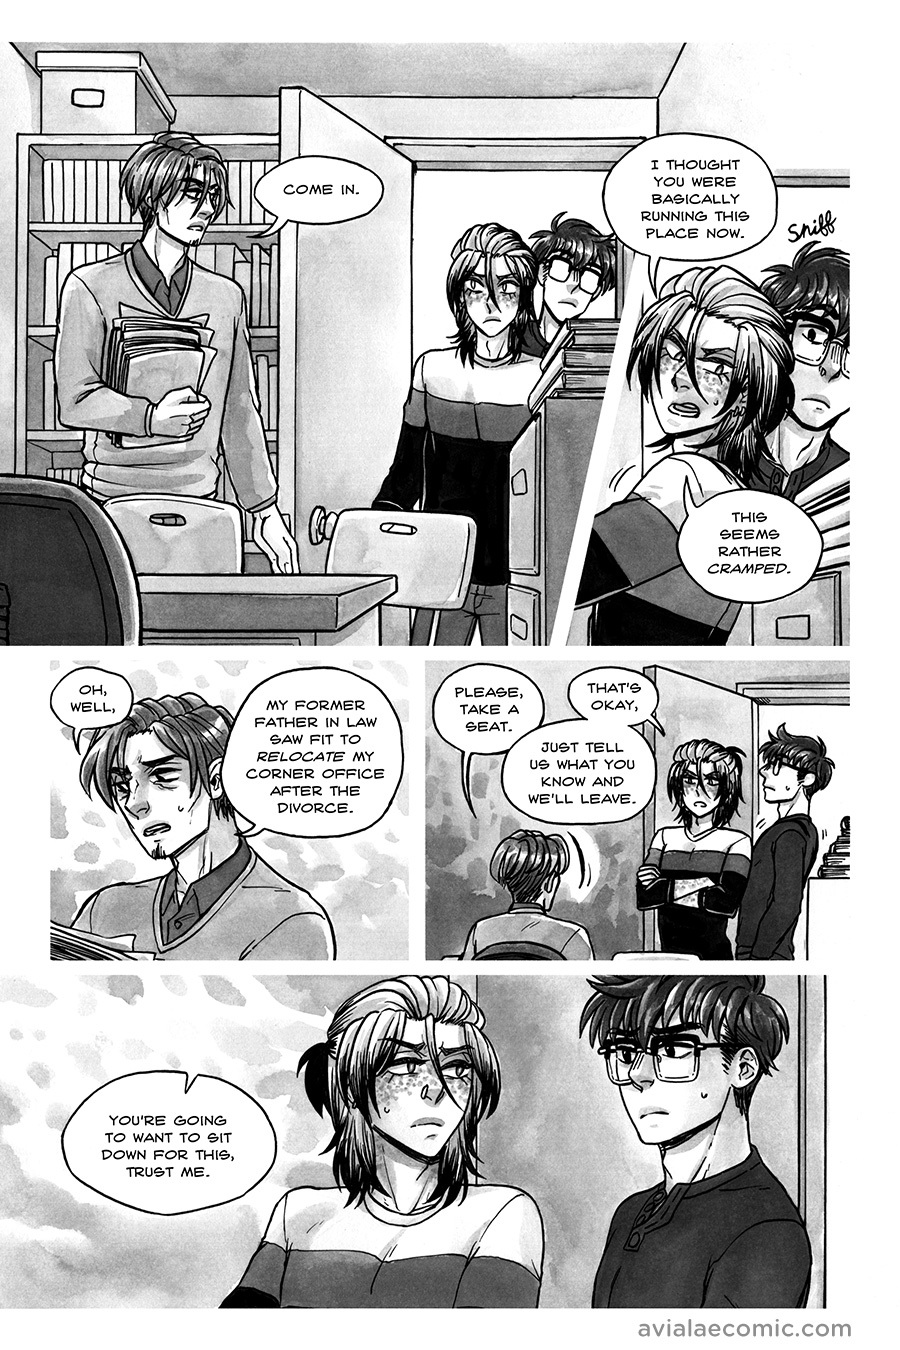 COME IN.
I THOUGHT
YOU WERE
BASICALLY
RUNNING THIS
PLACE NOW.
Sniff
THIS
SEEMS
RATHER
CRAMPED.
OH,
WELL,
MY FORMER
FATHER IN LAW
SAW FIT TO
RELOCATE MY
CORNER OFFICE
AFTER THE
DIVORCE.
PLEASE,
TAKE A
SEAT.
THAT'S
OKAY,
JUST TELL
US WHAT YOU
KNOW AND
WE'LL LEAVE.
YOU'RE GOING
TO WANT TO SIT
DOWN FOR THIS,
TRUST ME.
avialaecomic.com